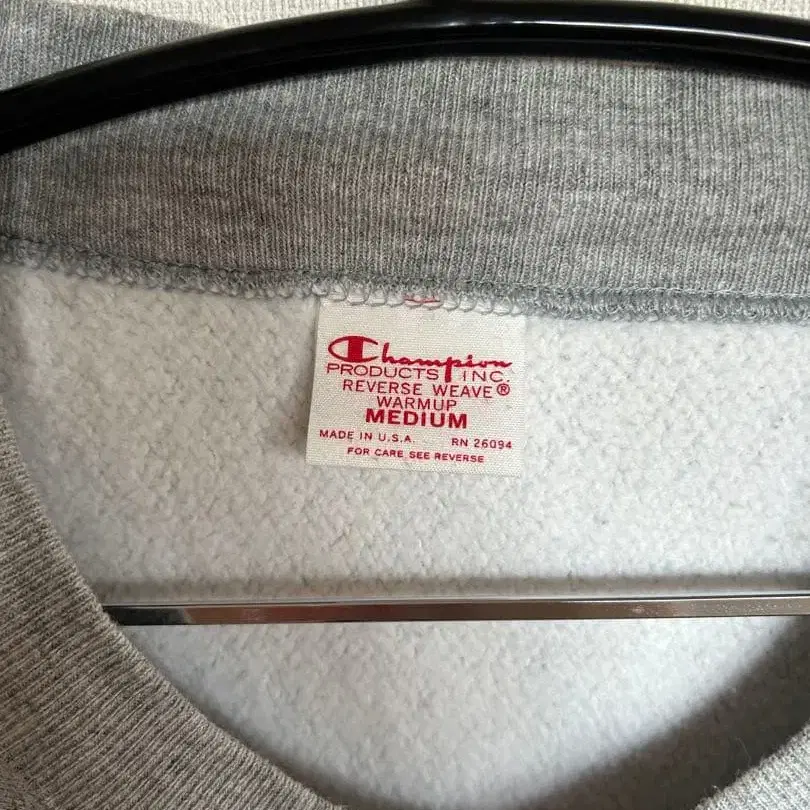 Champion
PRODUCTS INC.
REVERSE WEAVE®
WARMUP
MEDIUM
MADE IN U.S.A. RN 26094
FOR CARE SEE REVERSE